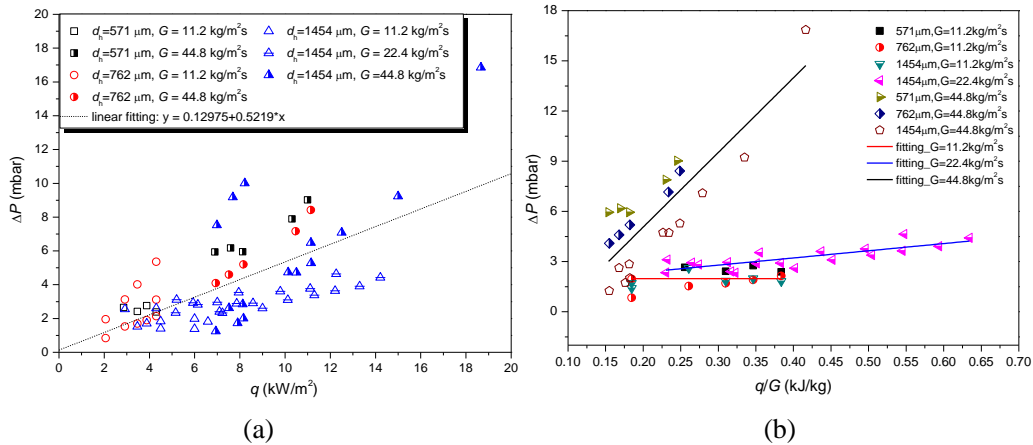 20
18
16
14
12
10
8
6
4
2
0
ΔP (mbar)
d_h=571 μm, G = 11.2 kg/m²s
d_h=571 μm, G = 44.8 kg/m²s
d_h=762 μm, G = 11.2 kg/m²s
d_h=762 μm, G = 44.8 kg/m²s
d_h=1454 μm, G = 11.2 kg/m²s
d_h=1454 μm, G = 22.4 kg/m²s
d_h=1454 μm, G =44.8 kg/m²s
linear fitting: y = 0.12975+0.5219*x
0 2 4 6 8 10 12 14 16 18 20
q (kW/m²)
(a)
18
15
12
9
6
3
0
ΔP (mbar)
571μm,G=11.2kg/m²s
762μm,G=11.2kg/m²s
1454μm,G=11.2kg/m²s
1454μm,G=22.4kg/m²s
571μm,G=44.8kg/m²s
762μm,G=44.8kg/m²s
1454μm,G=44.8kg/m²s
fitting_G=11.2kg/m²s
fitting_G=22.4kg/m²s
fitting_G=44.8kg/m²s
0.10 0.15 0.20 0.25 0.30 0.35 0.40 0.45 0.50 0.55 0.60 0.65 0.70
q/G (kJ/kg)
(b)